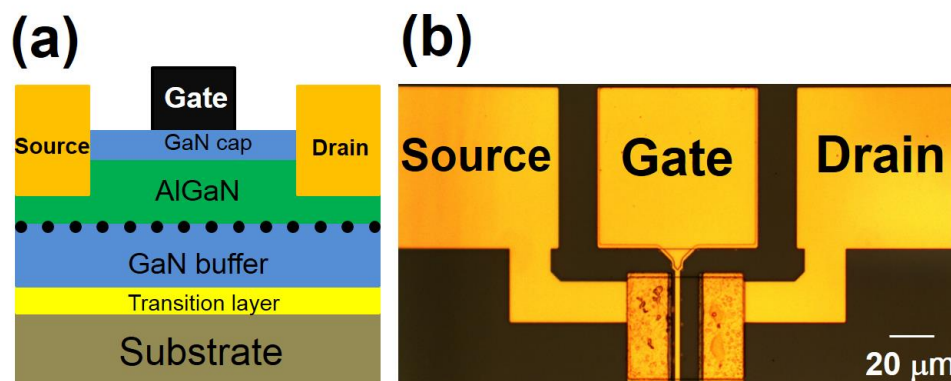 (a)
Gate
Source
GaN cap
Drain
AlGaN
GaN buffer
Transition layer
Substrate
(b)
Source
Gate
Drain
20 μm